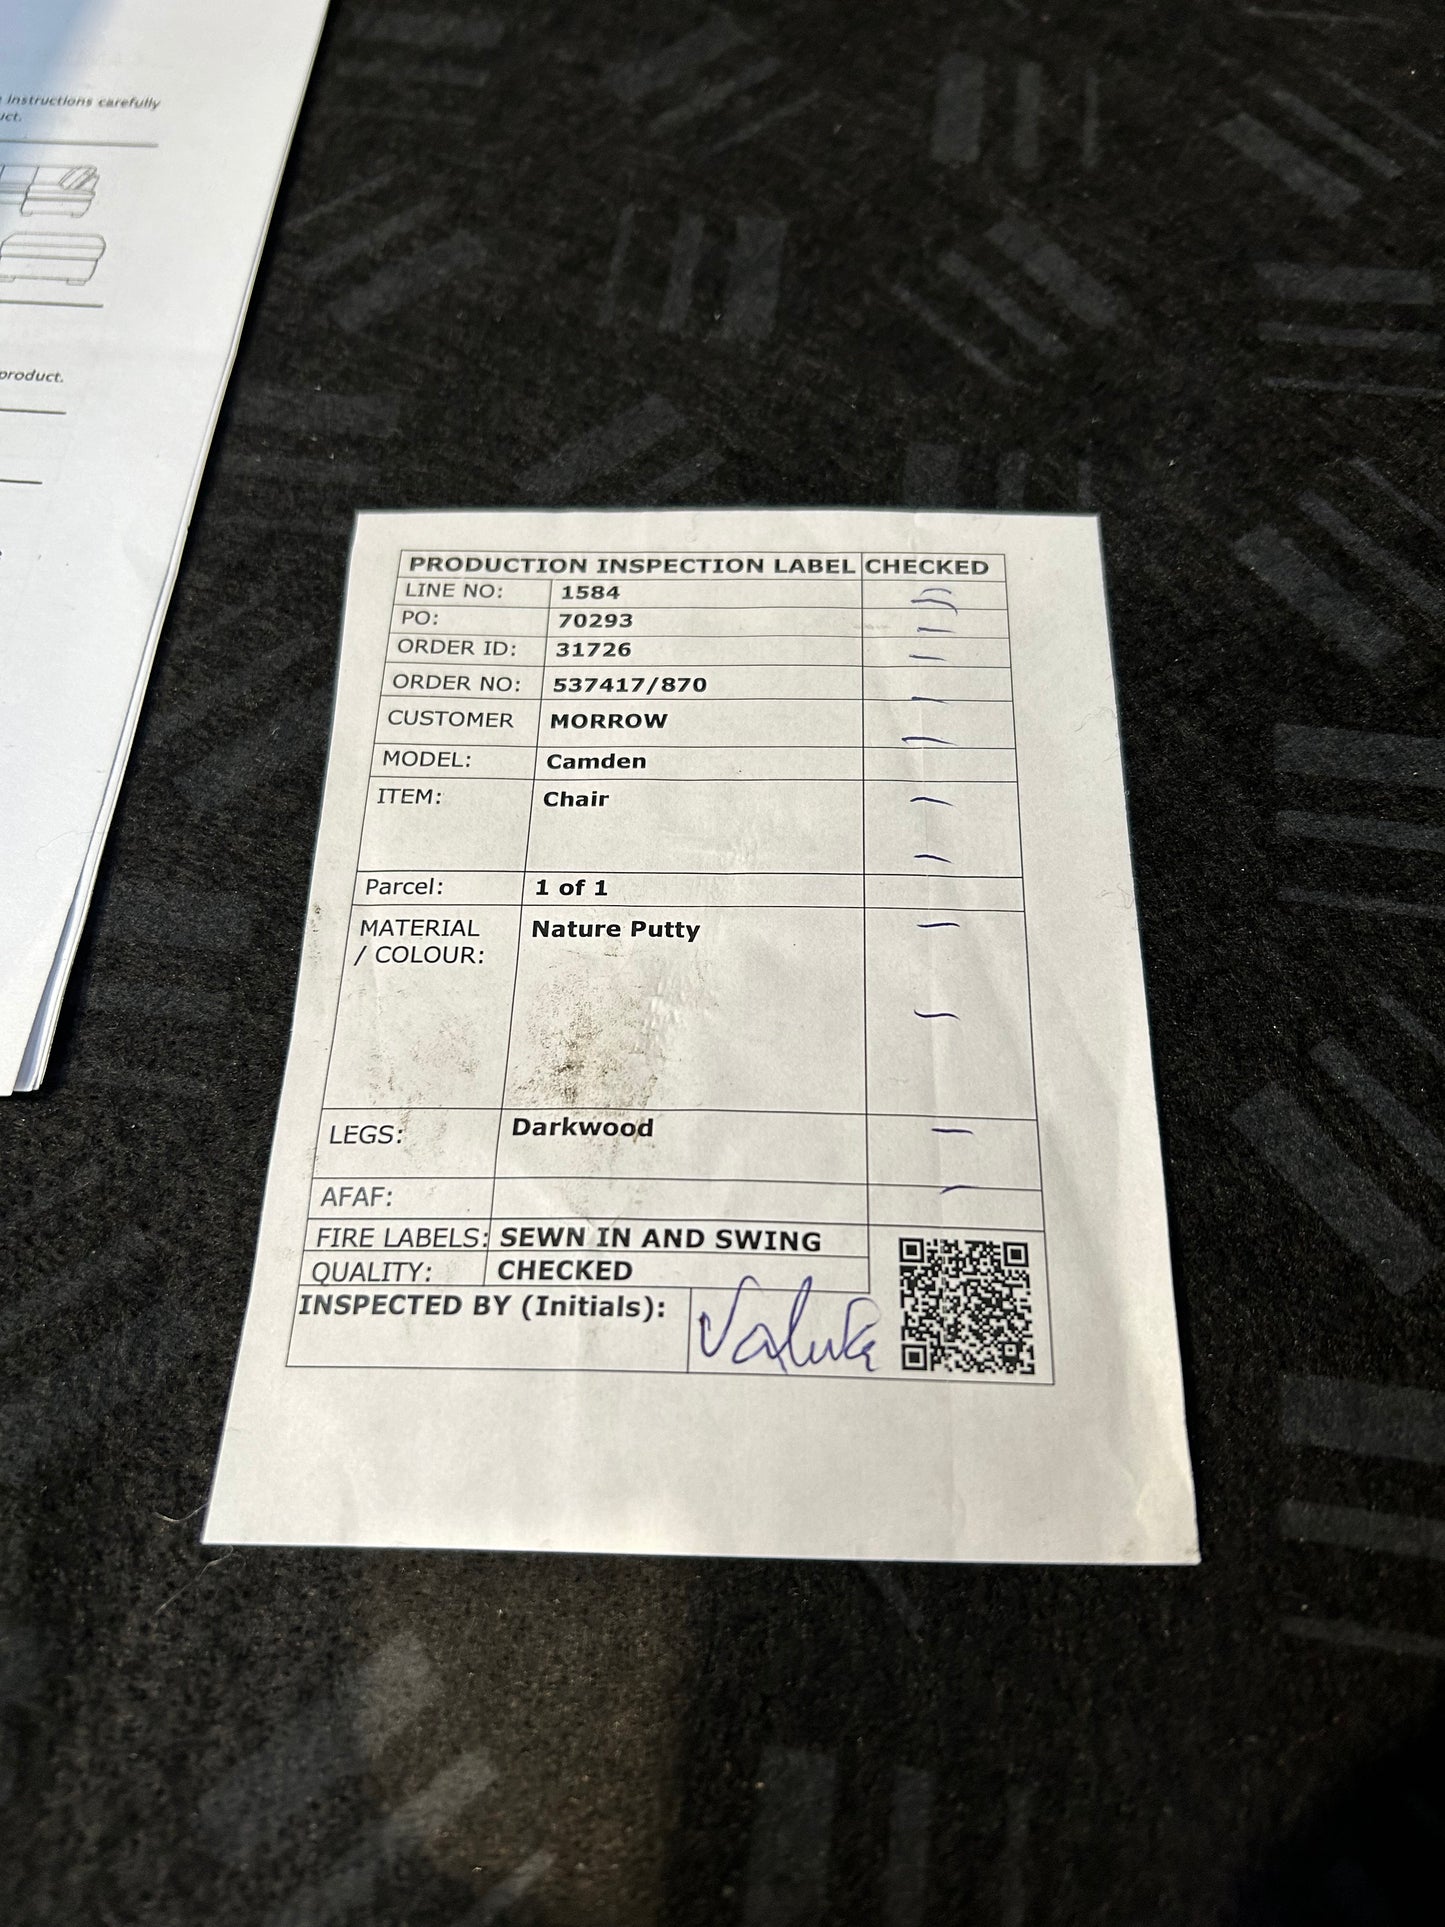 instructions carefully
product.
PRODUCTION INSPECTION LABEL CHECKED
LINE NO: 1584
PO: 70293
ORDER ID: 31726
ORDER NO: 537417/870
CUSTOMER MORROW
MODEL: Camden
ITEM: Chair
Parcel: 1 of 1
MATERIAL Nature Putty
/ COLOUR:
LEGS: Darkwood
AFAF:
FIRE LABELS: SEWN IN AND SWING
QUALITY: CHECKED
INSPECTED BY (Initials):